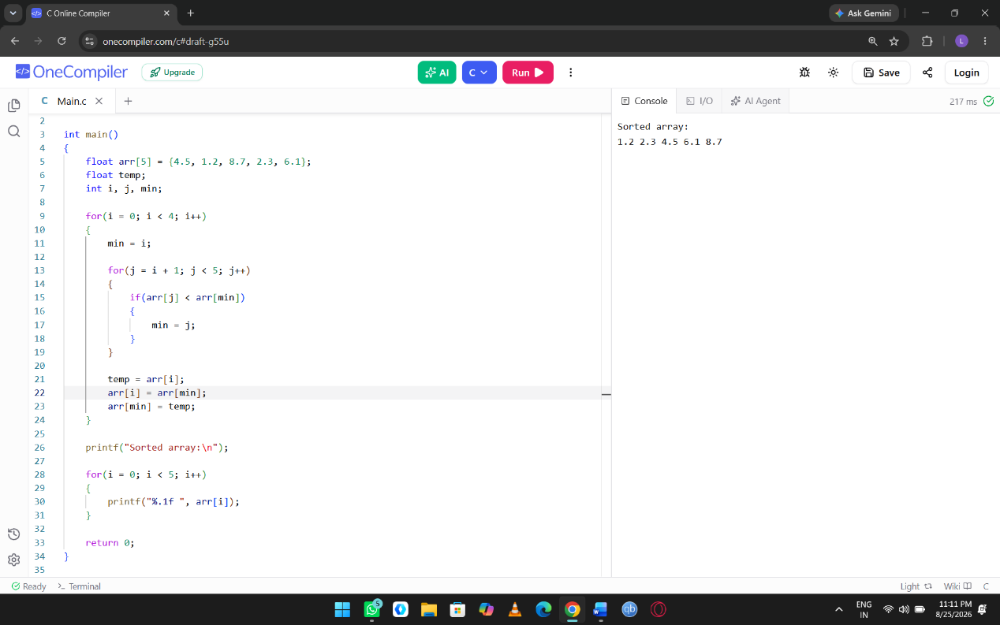 C Online Compiler
Ask Gemini
onecompiler.com/c#draft-g55u
L
OneCompiler
Upgrade
AI
C
Run
Save
Login
C Main.c
Console
I/O
AI Agent
217 ms
2
3 int main()
4 {
5 float arr[5] = {4.5, 1.2, 8.7, 2.3, 6.1};
6 float temp;
7 int i, j, min;
8
9 for(i = 0; i < 4; i++)
10 {
11 min = i;
12
13 for(j = i + 1; j < 5; j++)
14 {
15 if(arr[j] < arr[min])
16 {
17 min = j;
18 }
19 }
20
21 temp = arr[i];
22 arr[i] = arr[min];
23 arr[min] = temp;
24 }
25
26 printf("Sorted array:\n");
27
28 for(i = 0; i < 5; i++)
29 {
30 printf("%.1f ", arr[i]);
31 }
32
33 return 0;
34 }
35
Sorted array:
1.2 2.3 4.5 6.1 8.7
Ready
Terminal
Light
Wiki
C
5
W
qb
ENG
IN
11:11 PM
8/25/2026